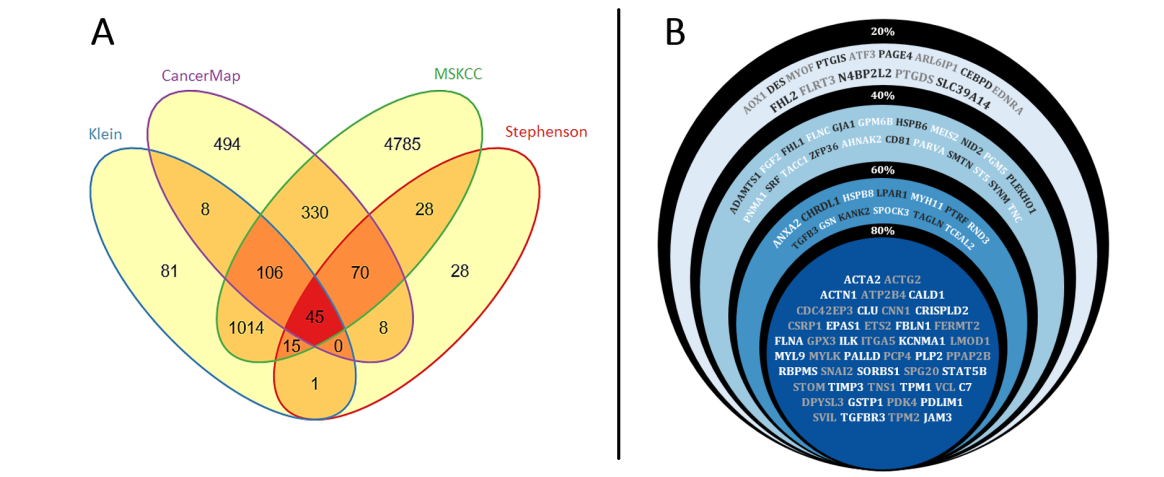 A
CancerMap
MSKCC
Klein
Stephenson
494
4785
8
330
28
81
106
70
28
1014
45
8
15
0
1
B
20%
AOX1 DES MYOF PTGIS ATF3 PAGE4 ARL6IP1 CEBPD EDNRA
FHL2 FLRT3 N4BP2L2 PTGDS SLC39A14
40%
ADAMTS1 FGF2 FHL1 FLNC GJA1 GPM6B HSPB6 MEIS2 NID2 PGM5 PLEKHO1
PNMA1 SRF TACC1 ZFP36 AHNAK2 CD81 PARVA SMTN ST5 SYNM TNC
60%
ANXA2 CHRDL1 HSPB8 LPAR1 MYH11 PTRF RND3
TGFB3 GSN KANK2 SPOCK3 TAGLN TCEAL2
80%
ACTA2 ACTG2
ACTN1 ATP2B4 CALD1
CDC42EP3 CLU CNN1 CRISPLD2
CSRP1 EPAS1 ETS2 FBLN1 FERMT2
FLNA GPX3 ILK ITGA5 KCNMA1 LMOD1
MYL9 MYLK PALLD PCP4 PLP2 PPAP2B
RBPMS SNAI2 SORBS1 SPG20 STAT5B
STOM TIMP3 TNS1 TPM1 VCL C7
DPYSL3 GSTP1 PDK4 PDLIM1
SVIL TGFBR3 TPM2 JAM3